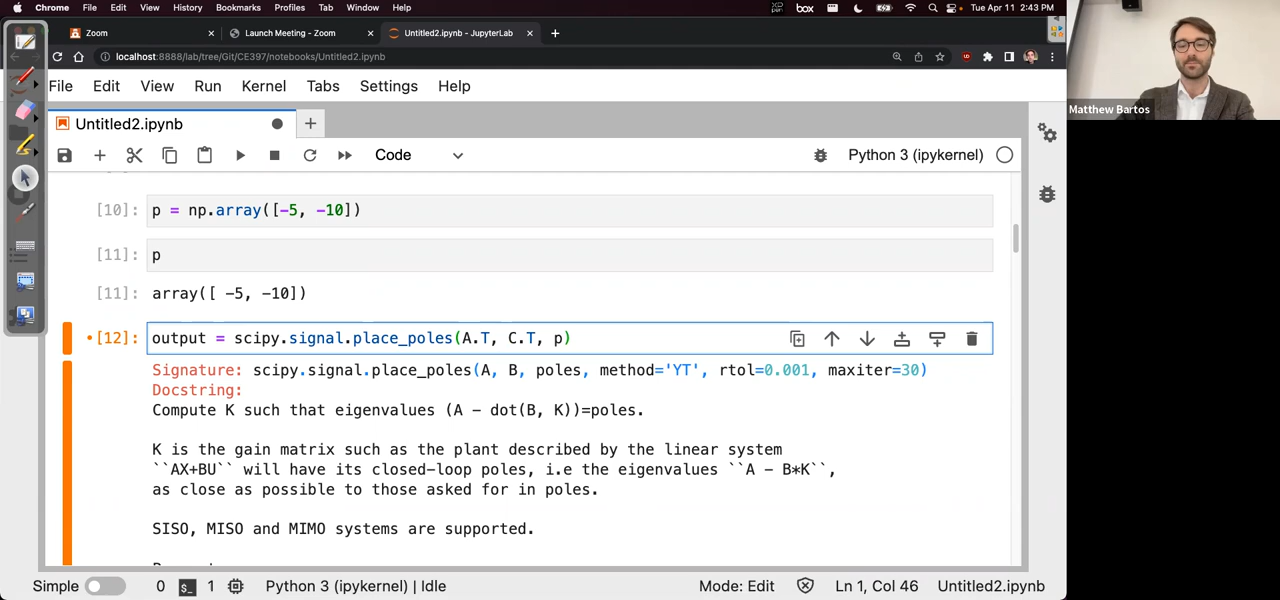 Chrome File Edit View History Bookmarks Profiles Tab Window Help box Tue Apr 11 2:43 PM
Zoom Launch Meeting - Zoom Untitled2.ipynb - JupyterLab
localhost:8888/lab/tree/Git/CE397/notebooks/Untitled2.ipynb
Matthew Bartos
File Edit View Run Kernel Tabs Settings Help
Untitled2.ipynb
Code Python 3 (ipykernel)
[10]: p = np.array([-5, -10])
[11]: p
[11]: array([ -5, -10])
[12]: output = scipy.signal.place_poles(A.T, C.T, p)
Signature: scipy.signal.place_poles(A, B, poles, method='YT', rtol=0.001, maxiter=30)
Docstring:
Compute K such that eigenvalues (A - dot(B, K))=poles.
K is the gain matrix such as the plant described by the linear system
``AX+BU`` will have its closed-loop poles, i.e the eigenvalues ``A - B*K``,
as close as possible to those asked for in poles.
SISO, MISO and MIMO systems are supported.
Simple 0 1 Python 3 (ipykernel) | Idle Mode: Edit Ln 1, Col 46 Untitled2.ipynb